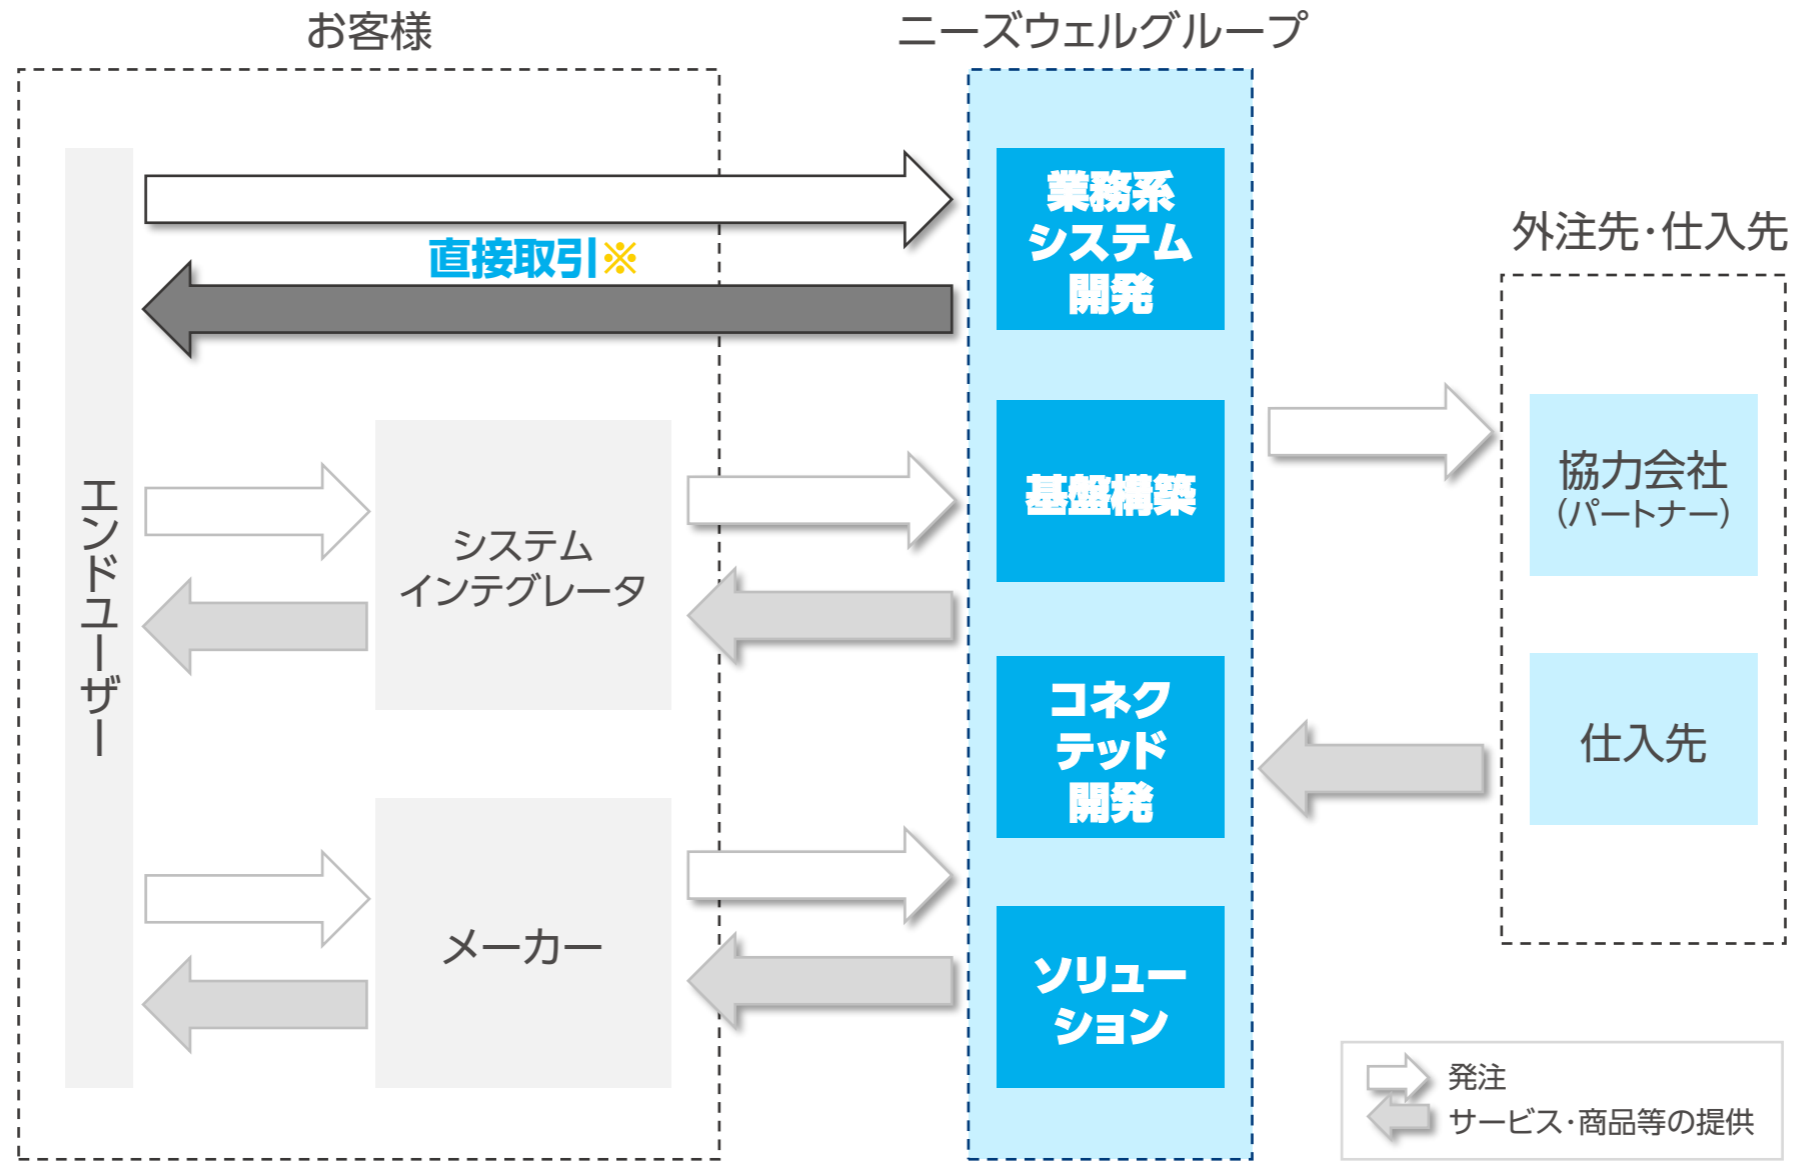 お客様
ニーズウェルグループ
業務系
システム
開発
直接取引※
外注先・仕入先
エンドユーザー
システム
インテグレータ
基盤構築
協力会社
（パートナー）
コネク
テッド
開発
仕入先
メーカー
ソリュー
ション
発注
サービス・商品等の提供